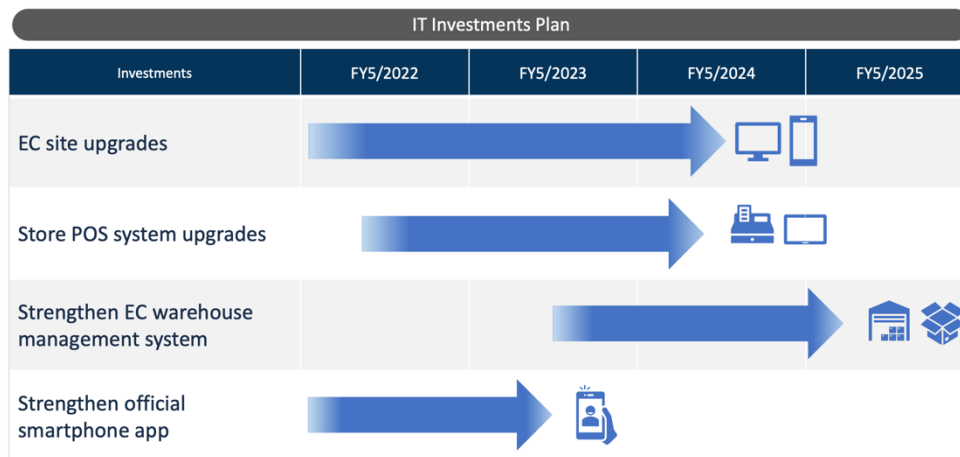 IT Investments Plan
Investments
FY5/2022
FY5/2023
FY5/2024
FY5/2025
EC site upgrades
Store POS system upgrades
Strengthen EC warehouse
management system
Strengthen official
smartphone app